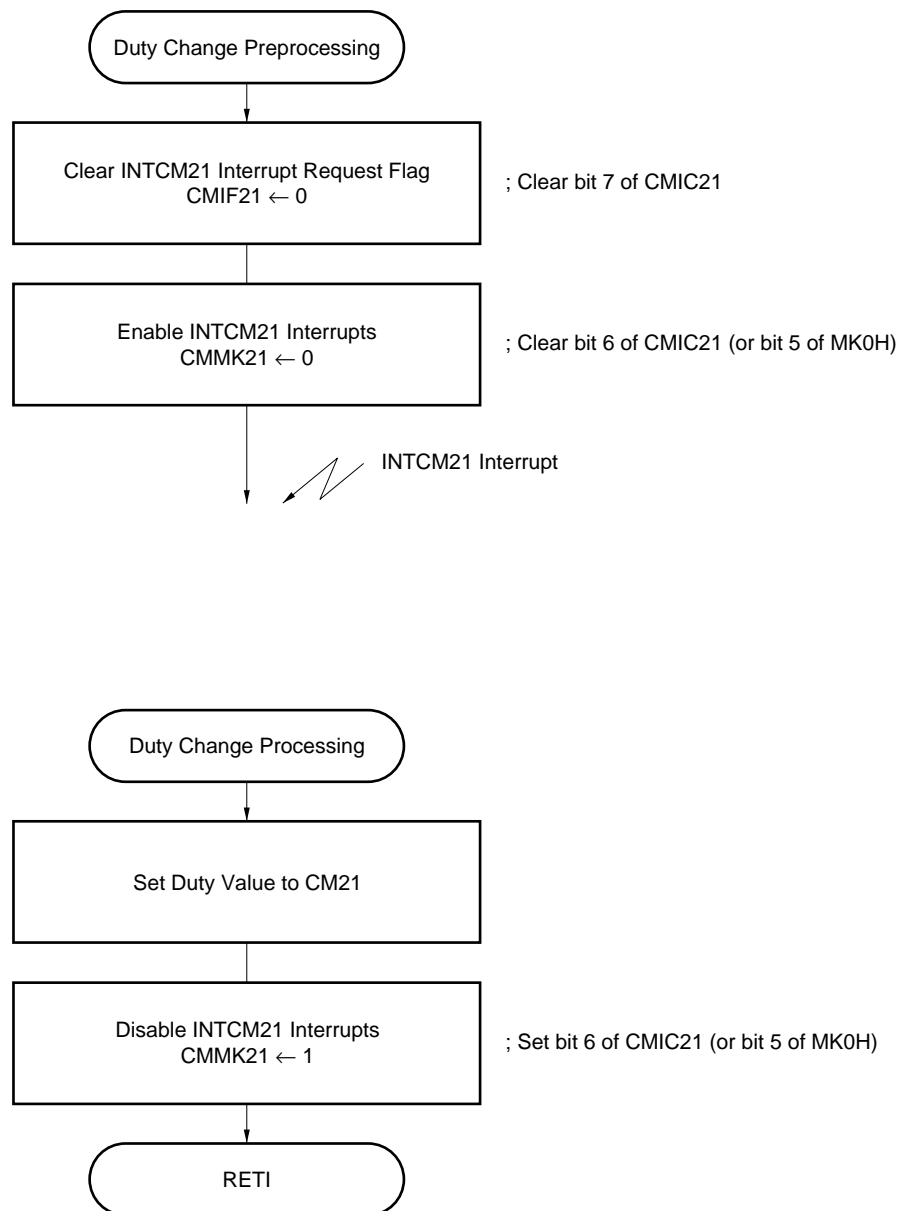 Duty Change Preprocessing
Clear INTCM21 Interrupt Request Flag
CMIF21 ← 0
; Clear bit 7 of CMIC21
Enable INTCM21 Interrupts
CMMK21 ← 0
; Clear bit 6 of CMIC21 (or bit 5 of MK0H)
INTCM21 Interrupt
Duty Change Processing
Set Duty Value to CM21
Disable INTCM21 Interrupts
CMMK21 ← 1
; Set bit 6 of CMIC21 (or bit 5 of MK0H)
RETI